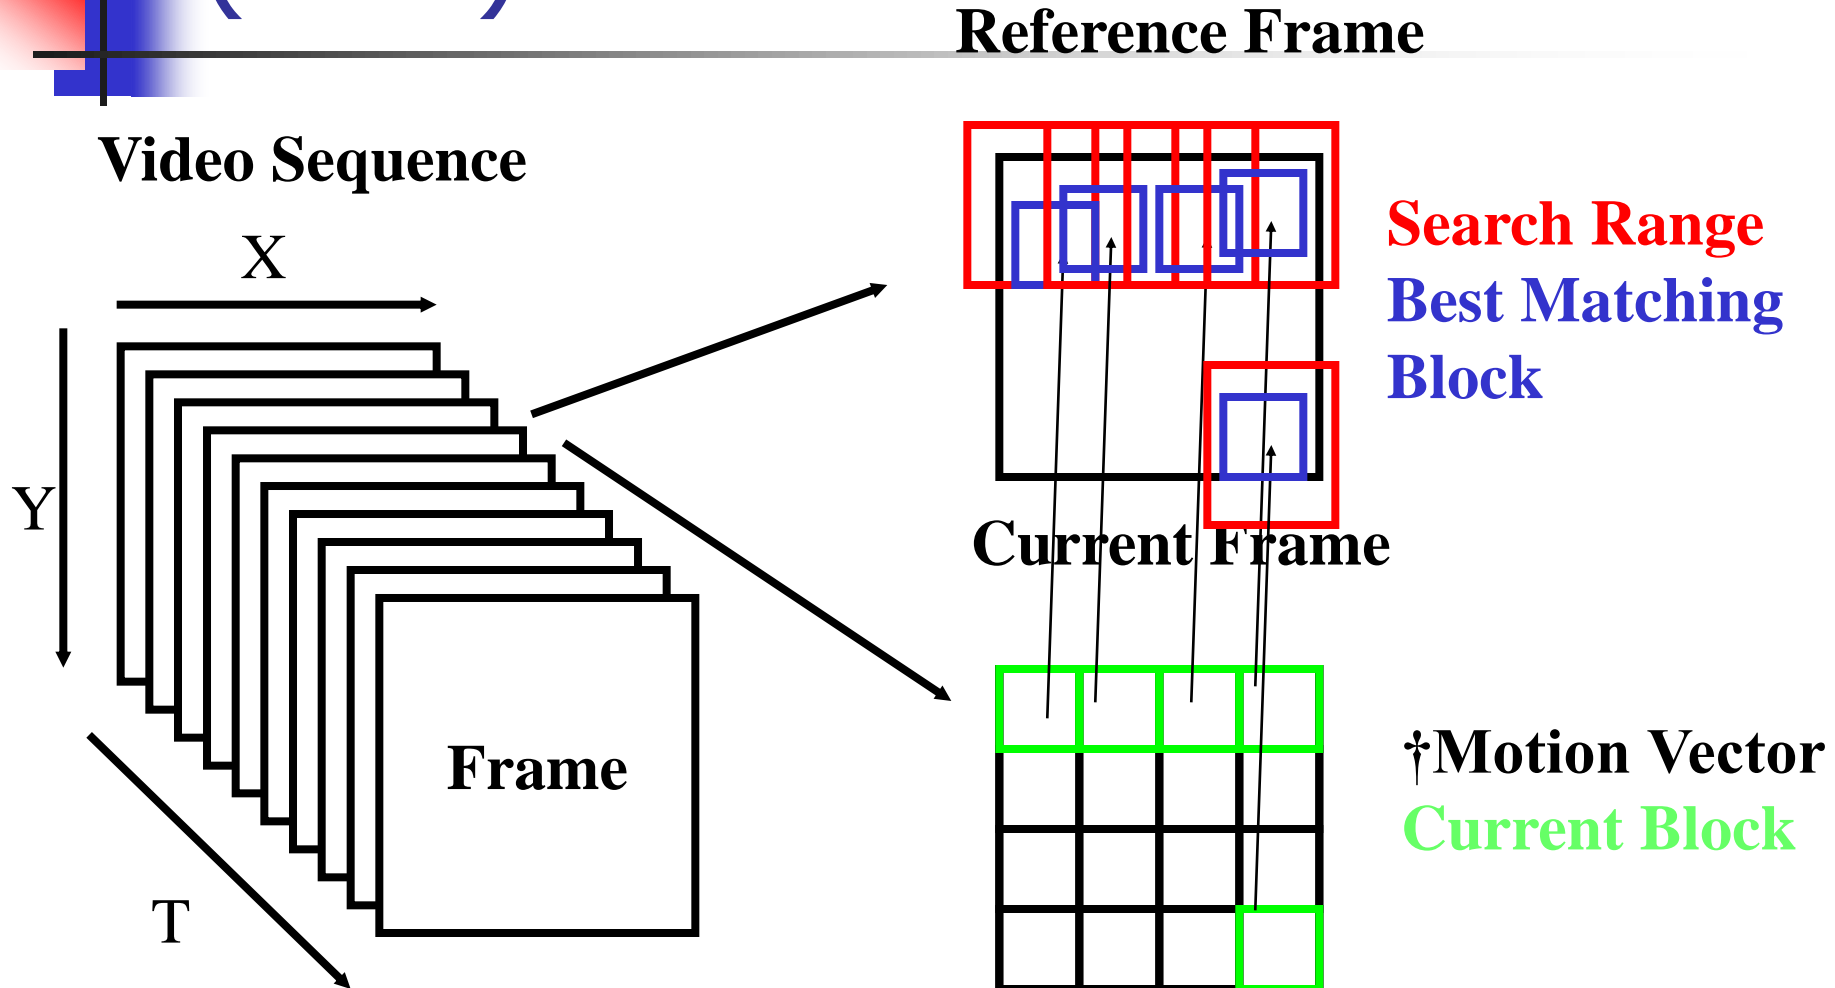 Reference Frame
Video Sequence
X
Search Range
Best Matching
Block
Y
Current Frame
Frame
†Motion Vector
Current Block
T